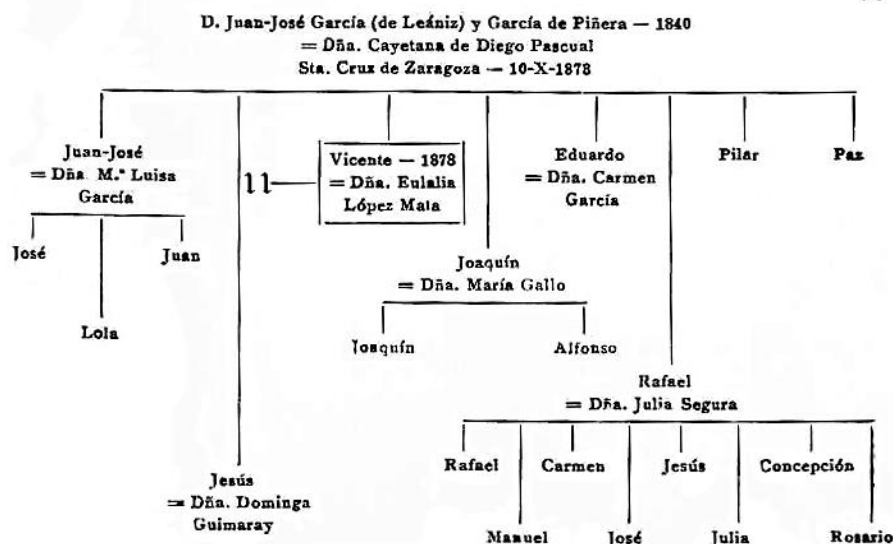 D. Juan-José García (de Leániz) y García de Piñera — 1840
= Dña. Cayetana de Diego Pascual
Sta. Cruz de Zaragoza — 10-X-1878
Juan-José
= Dña. M.ª Luisa
García
11
Vicente — 1878
= Dña. Eulalia
López Mata
Eduardo
= Dña. Carmen
García
Pilar
Paz
José
Juan
Lola
Joaquín
= Dña. María Gallo
Joaquín
Alfonso
Rafael
= Dña. Julia Segura
Jesús
= Dña. Dominga
Guimaray
Rafael
Carmen
Jesús
Concepción
Manuel
José
Julia
Rosario